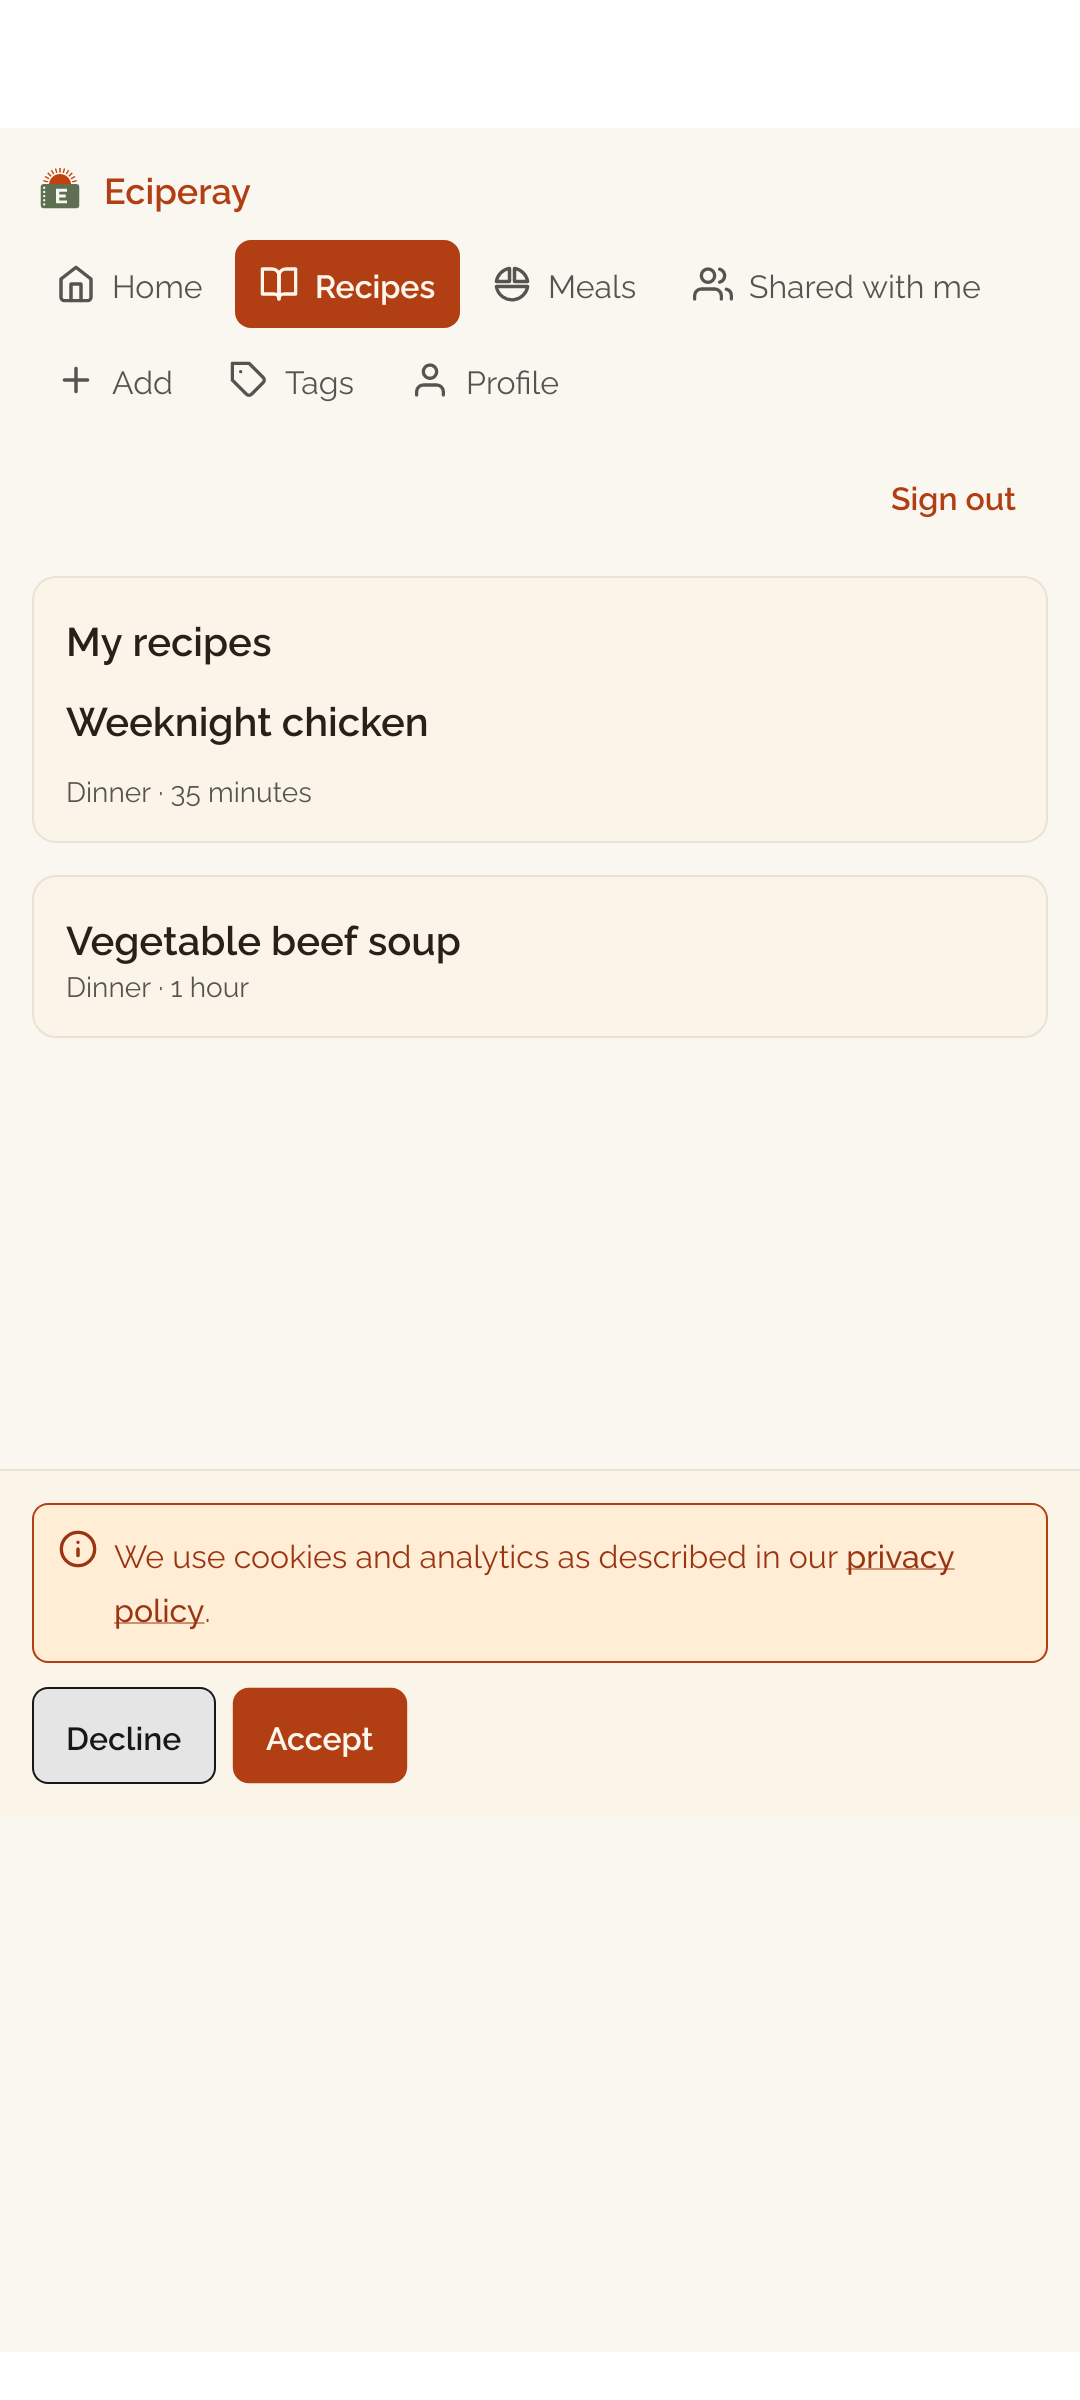 E Eciperay
Home Recipes Meals Shared with me
Add Tags Profile
Sign out
My recipes
Weeknight chicken
Dinner · 35 minutes
Vegetable beef soup
Dinner · 1 hour
We use cookies and analytics as described in our privacy
policy.
Decline Accept